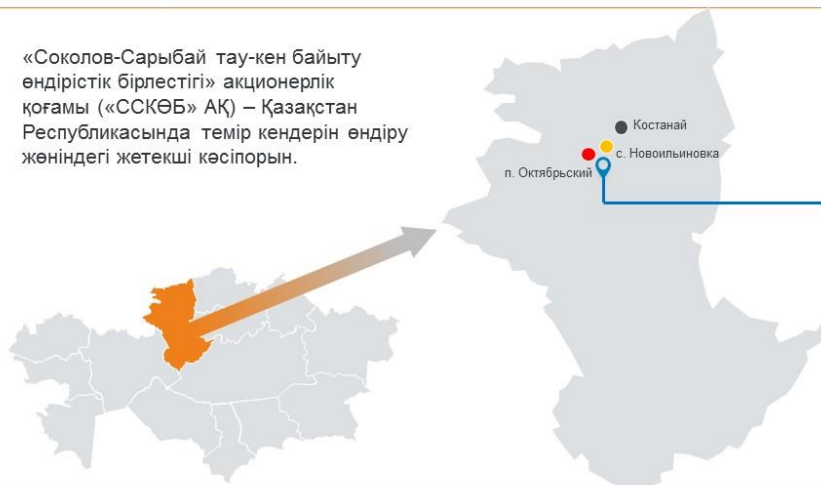 «Соколов-Сарыбай тау-кен байыту
өндірістік бірлестігі» акционерлік
қоғамы («ССКӨБ» АҚ) – Қазақстан
Республикасында темір кендерін өндіру
жөніндегі жетекші кәсіпорын.
Костанай
с. Новоильиновка
п. Октябрьский